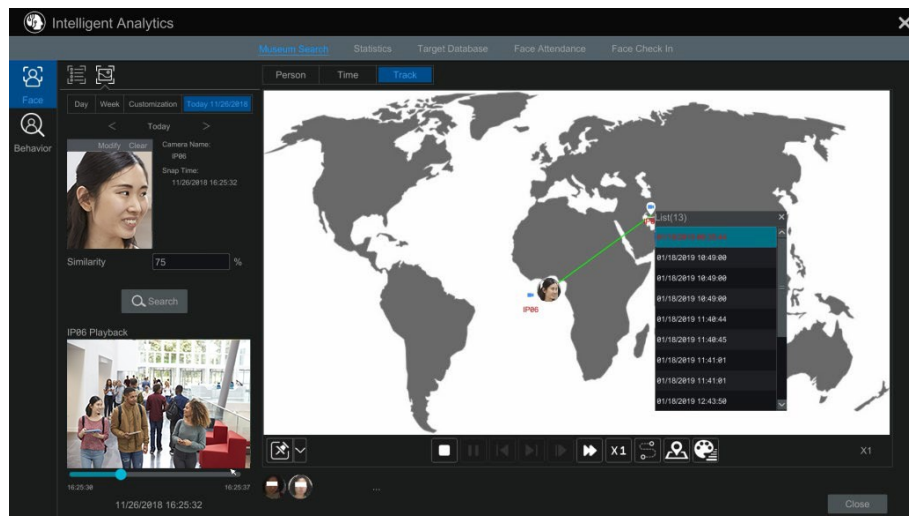 Intelligent Analytics
Museum Search Statistics Target Database Face Attendance Face Check In
Face
Behavior
Person Time Track
Day Week Customization Today 11/26/2018
< Today >
Modify Clear
Camera Name:
IP06
Snap Time:
11/26/2018 16:25:32
Similarity 75 %
Search
IP06 Playback
16:25:30 16:25:37
11/26/2018 16:25:32
IP06
List(13)
01/18/2019 10:49:00
01/18/2019 10:49:00
01/18/2019 10:49:00
01/18/2019 11:40:44
01/18/2019 11:40:45
01/18/2019 11:41:01
01/18/2019 11:41:01
01/18/2019 12:43:50
X1
X1
...
Close